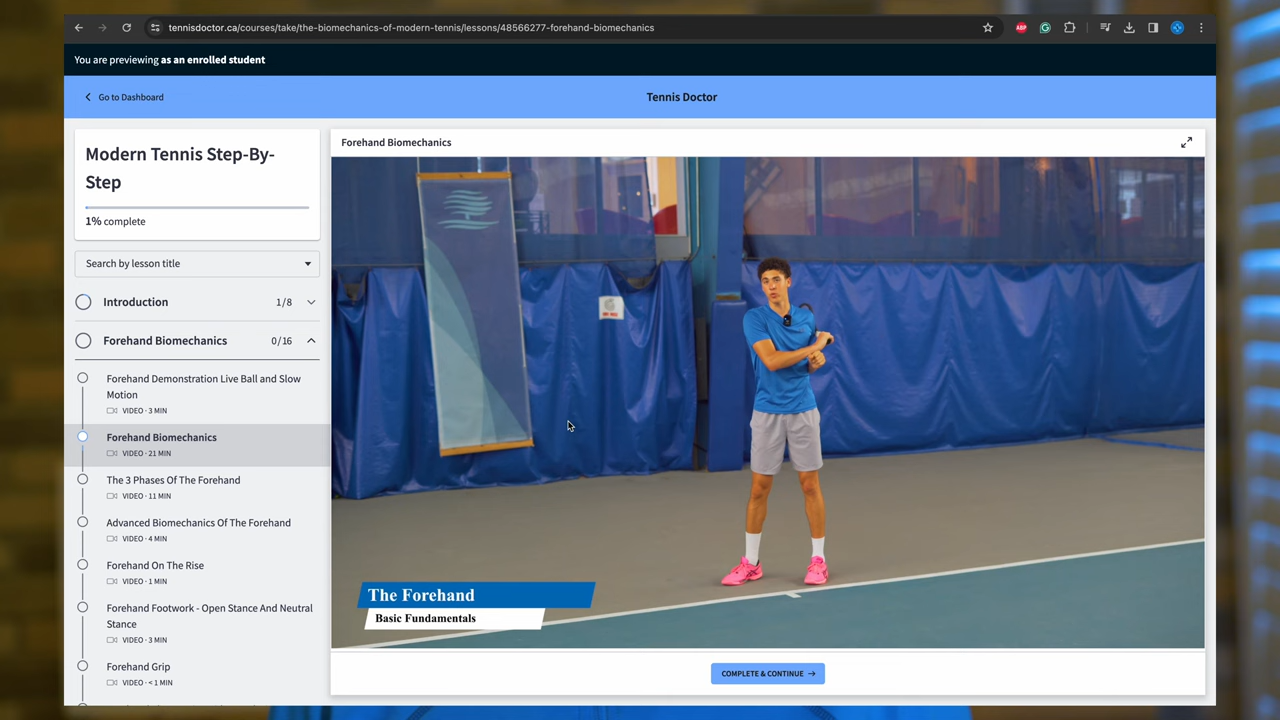 tennisdoctor.ca/courses/take/the-biomechanics-of-modern-tennis/lessons/48566277-forehand-biomechanics
ABP
You are previewing as an enrolled student
Go to Dashboard
Tennis Doctor
Modern Tennis Step-By-
Step
1% complete
Search by lesson title
Introduction 1/8
Forehand Biomechanics 0/16
Forehand Demonstration Live Ball and Slow
Motion
VIDEO · 3 MIN
Forehand Biomechanics
VIDEO · 21 MIN
The 3 Phases Of The Forehand
VIDEO · 11 MIN
Advanced Biomechanics Of The Forehand
VIDEO · 4 MIN
Forehand On The Rise
VIDEO · 1 MIN
Forehand Footwork - Open Stance And Neutral
Stance
VIDEO · 3 MIN
Forehand Grip
VIDEO · < 1 MIN
Forehand Biomechanics
The Forehand
Basic Fundamentals
COMPLETE & CONTINUE →